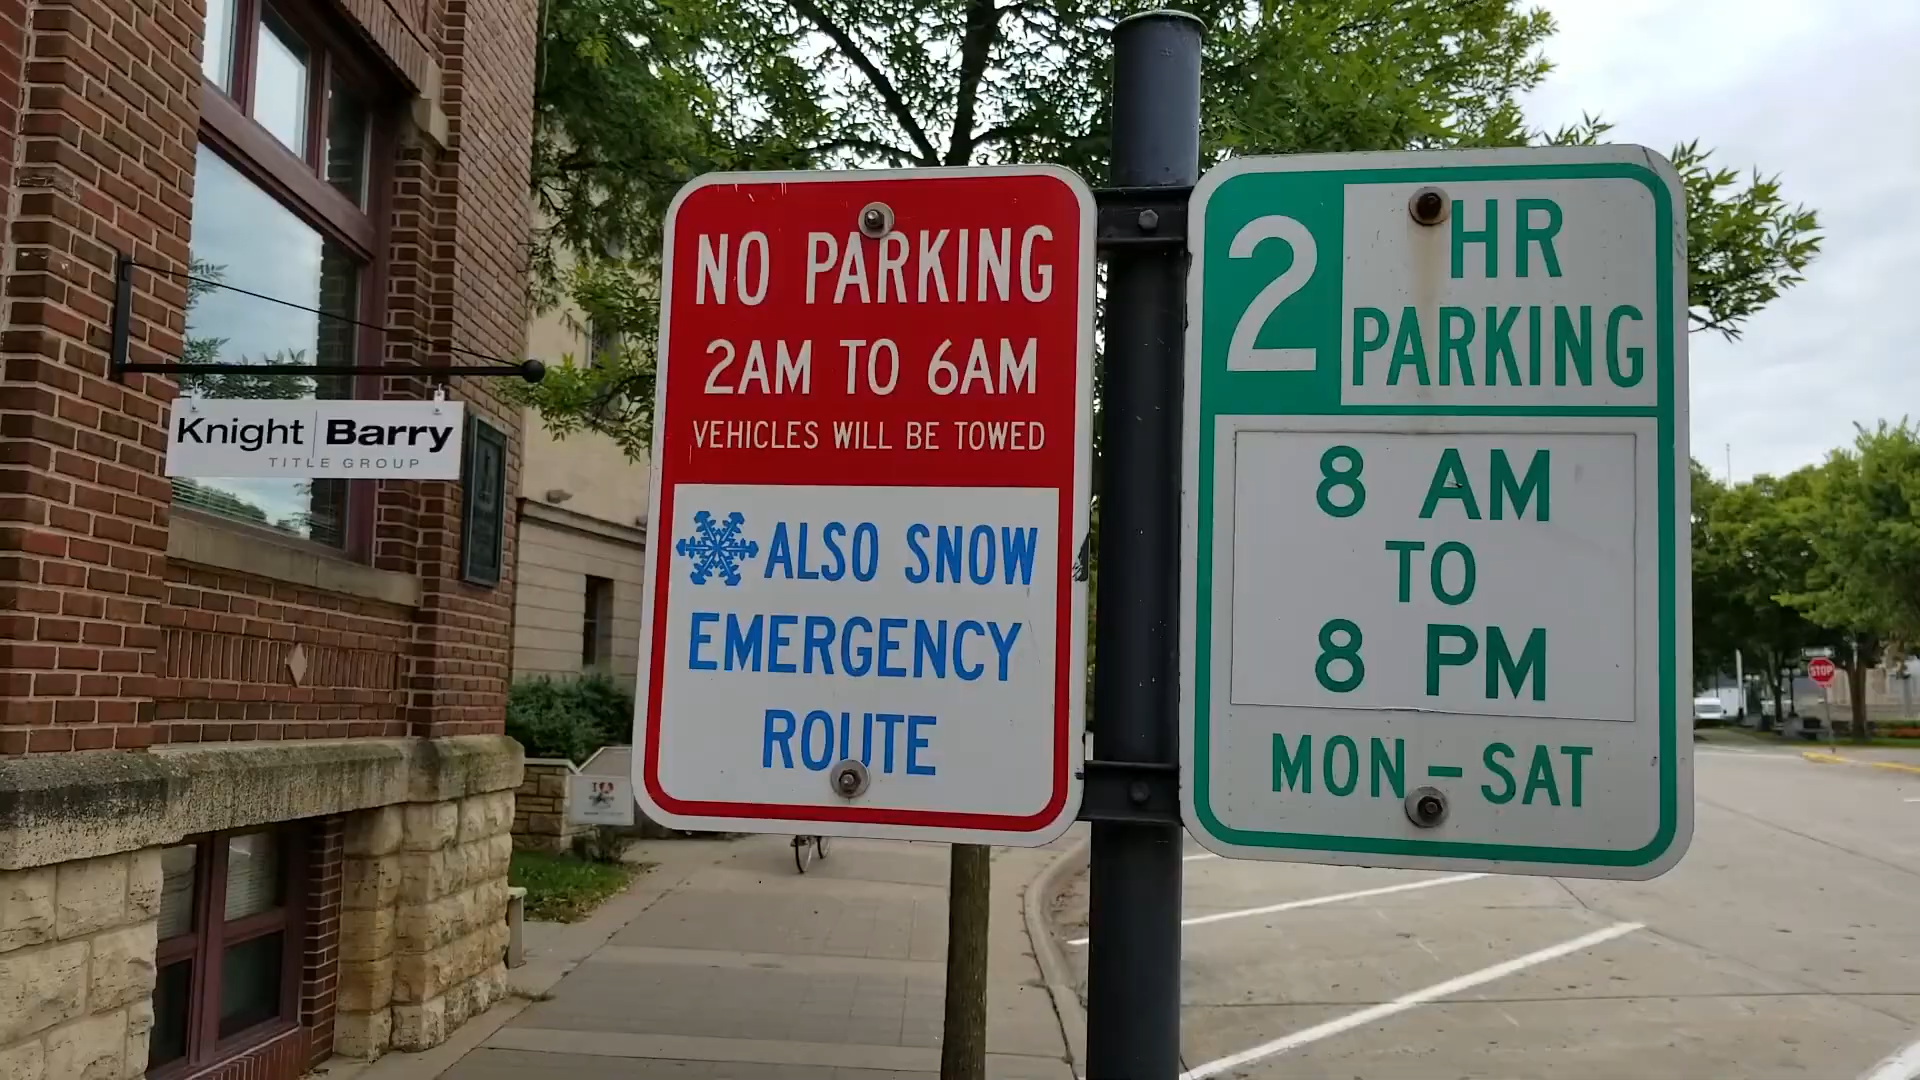 Knight Barry
TITLE GROUP
NO PARKING
2AM TO 6AM
VEHICLES WILL BE TOWED
ALSO SNOW
EMERGENCY
ROUTE
2 HR
PARKING
8 AM
TO
8 PM
MON-SAT
STOP